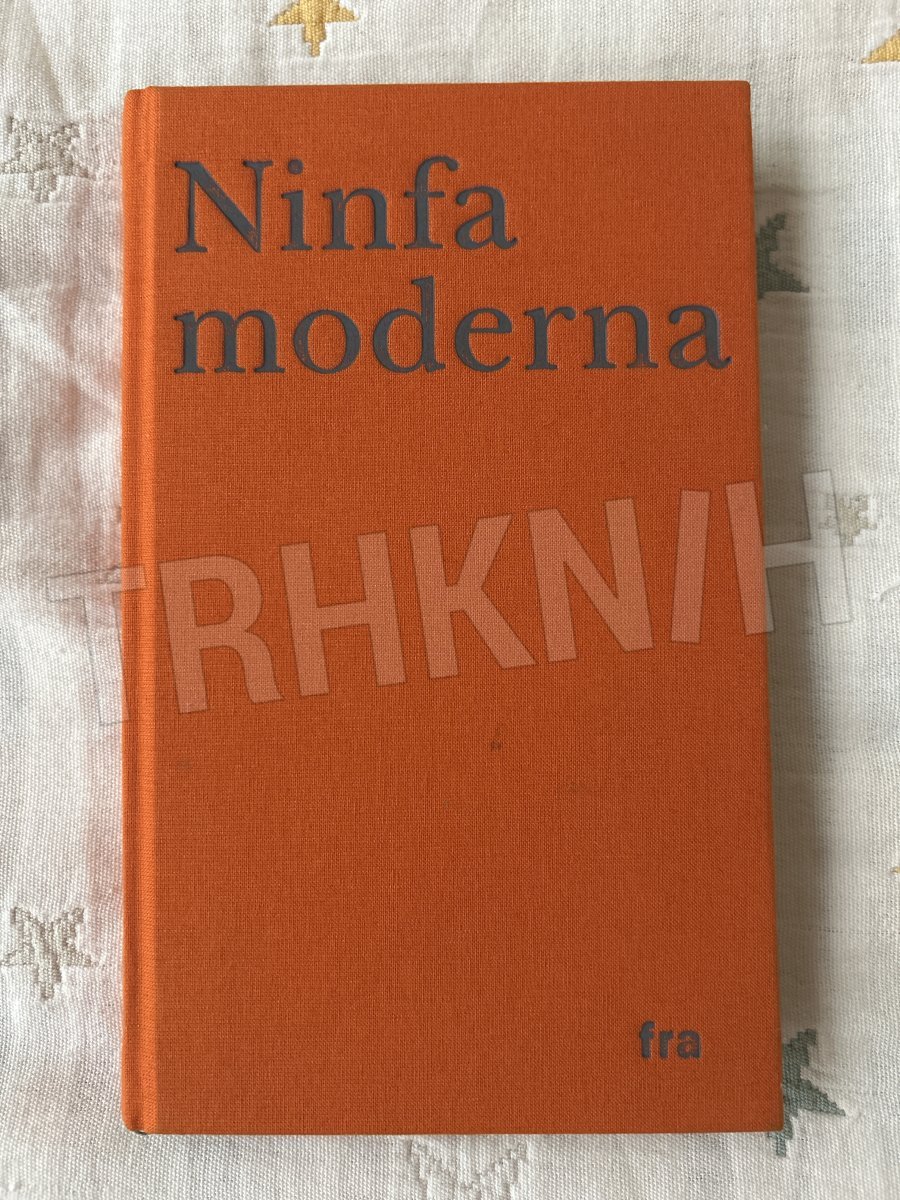 Ninfa
moderna
TRHKNIH
fra